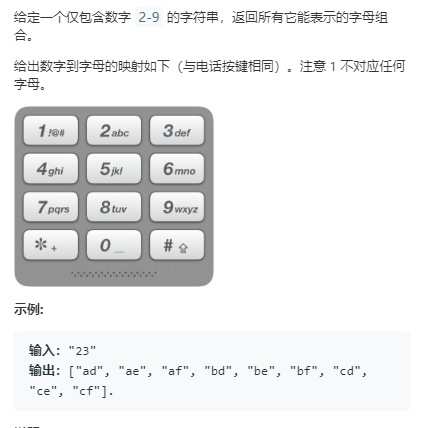 给定一个仅包含数字 2-9 的字符串，返回所有它能表示的字母组
合。
给出数字到字母的映射如下（与电话按键相同）。注意 1 不对应任何
字母。
1 !@# 2 abc 3 def
4 ghi 5 jkl 6 mno
7 pqrs 8 tuv 9 wxyz
* + 0 _ # ⇧
示例:
输入："23"
输出：["ad", "ae", "af", "bd", "be", "bf", "cd",
"ce", "cf"].